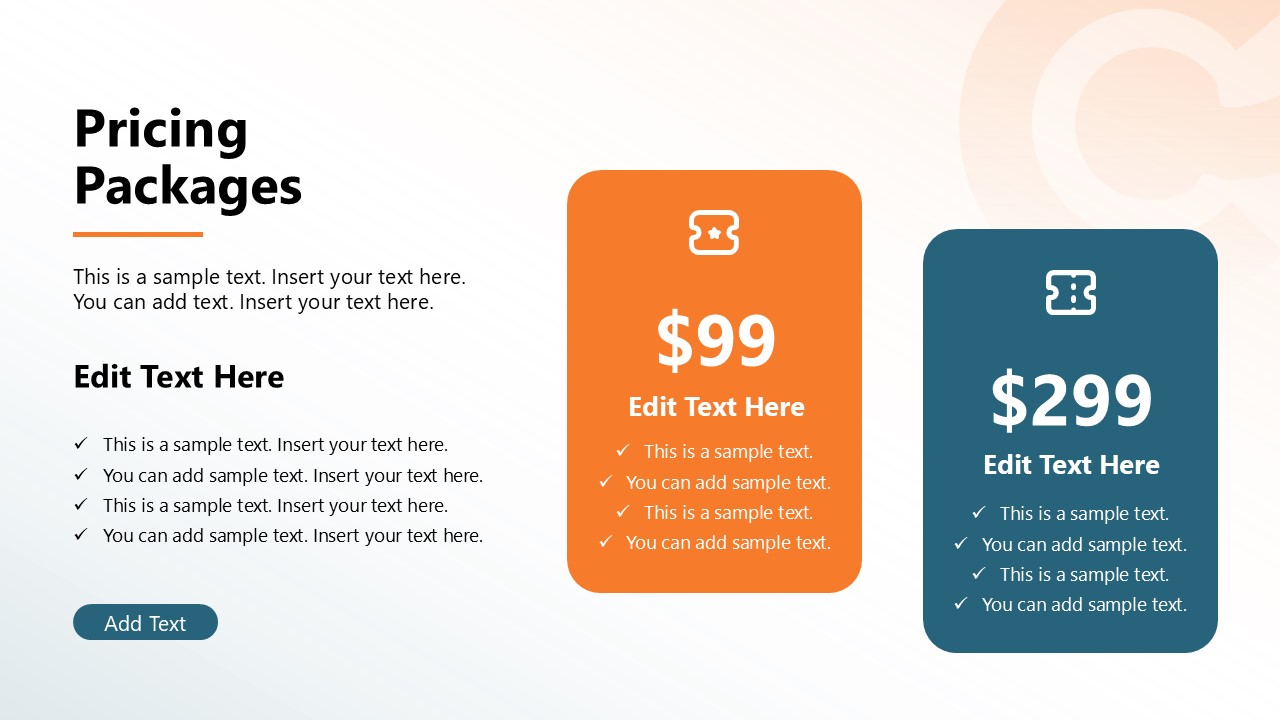 Pricing
Packages
This is a sample text. Insert your text here.
You can add text. Insert your text here.
Edit Text Here
✓ This is a sample text. Insert your text here.
✓ You can add sample text. Insert your text here.
✓ This is a sample text. Insert your text here.
✓ You can add sample text. Insert your text here.
Add Text
$99
Edit Text Here
✓ This is a sample text.
✓ You can add sample text.
✓ This is a sample text.
✓ You can add sample text.
$299
Edit Text Here
✓ This is a sample text.
✓ You can add sample text.
✓ This is a sample text.
✓ You can add sample text.